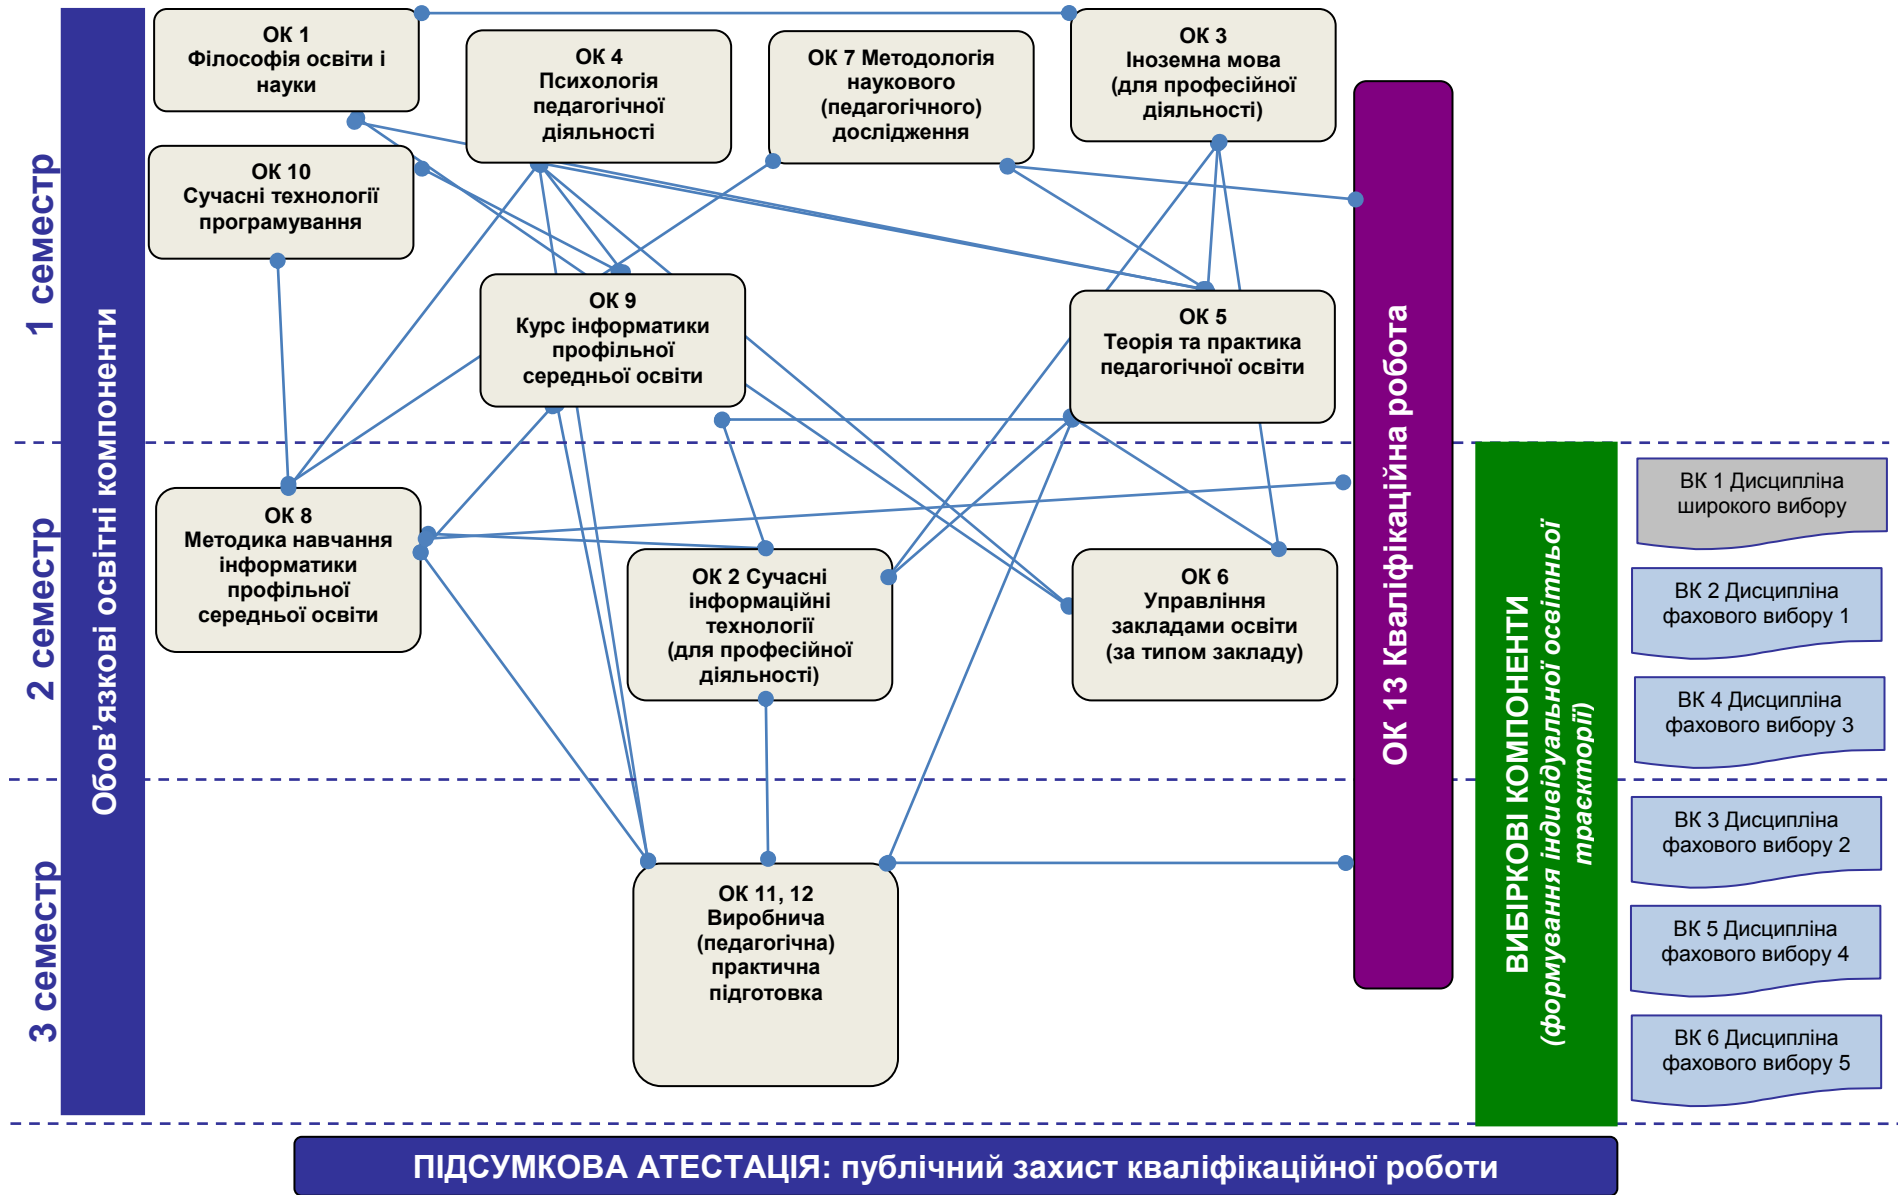 1 семестр
2 семестр
3 семестр
Обов’язкові освітні компоненти
ОК 1
Філософія освіти і
науки
ОК 4
Психологія
педагогічної
діяльності
ОК 7 Методологія
наукового
(педагогічного)
дослідження
ОК 3
Іноземна мова
(для професійної
діяльності)
ОК 10
Сучасні технології
програмування
ОК 9
Курс інформатики
профільної
середньої освіти
ОК 5
Теорія та практика
педагогічної освіти
ОК 8
Методика навчання
інформатики
профільної
середньої освіти
ОК 2 Сучасні
інформаційні
технології
(для професійної
діяльності)
ОК 6
Управління
закладами освіти
(за типом закладу)
ОК 11, 12
Виробнича
(педагогічна)
практична
підготовка
ОК 13 Кваліфікаційна робота
ВИБІРКОВІ КОМПОНЕНТИ
(формування індивідуальної освітньої
траєкторії)
ВК 1 Дисципліна
широкого вибору
ВК 2 Дисципліна
фахового вибору 1
ВК 4 Дисципліна
фахового вибору 3
ВК 3 Дисципліна
фахового вибору 2
ВК 5 Дисципліна
фахового вибору 4
ВК 6 Дисципліна
фахового вибору 5
ПІДСУМКОВА АТЕСТАЦІЯ: публічний захист кваліфікаційної роботи